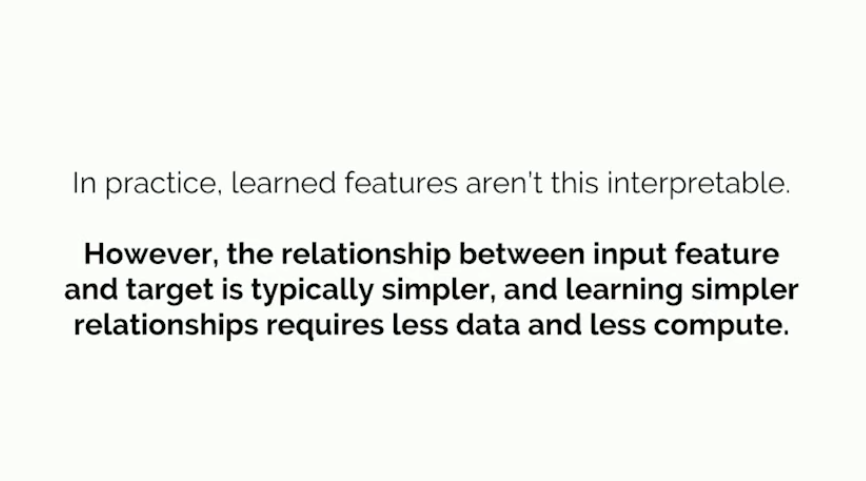 In practice, learned features aren't this interpretable.
However, the relationship between input feature
and target is typically simpler, and learning simpler
relationships requires less data and less compute.